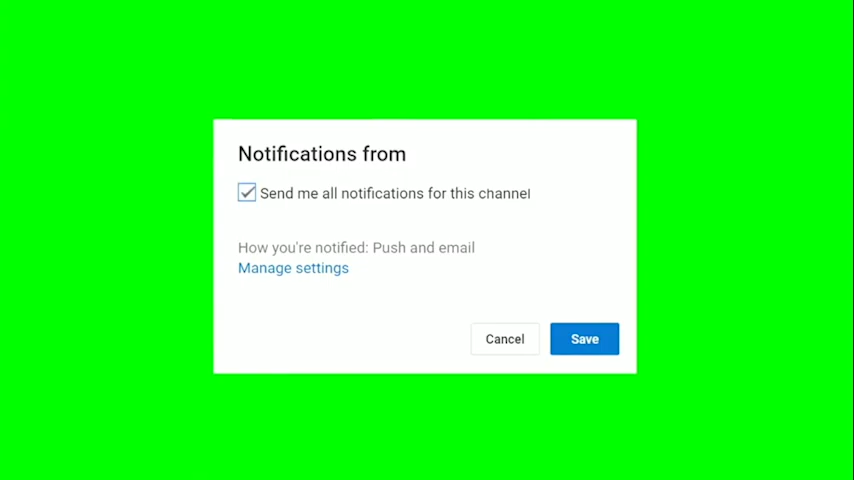 Notifications from
Send me all notifications for this channel
How you're notified: Push and email
Manage settings
Cancel
Save